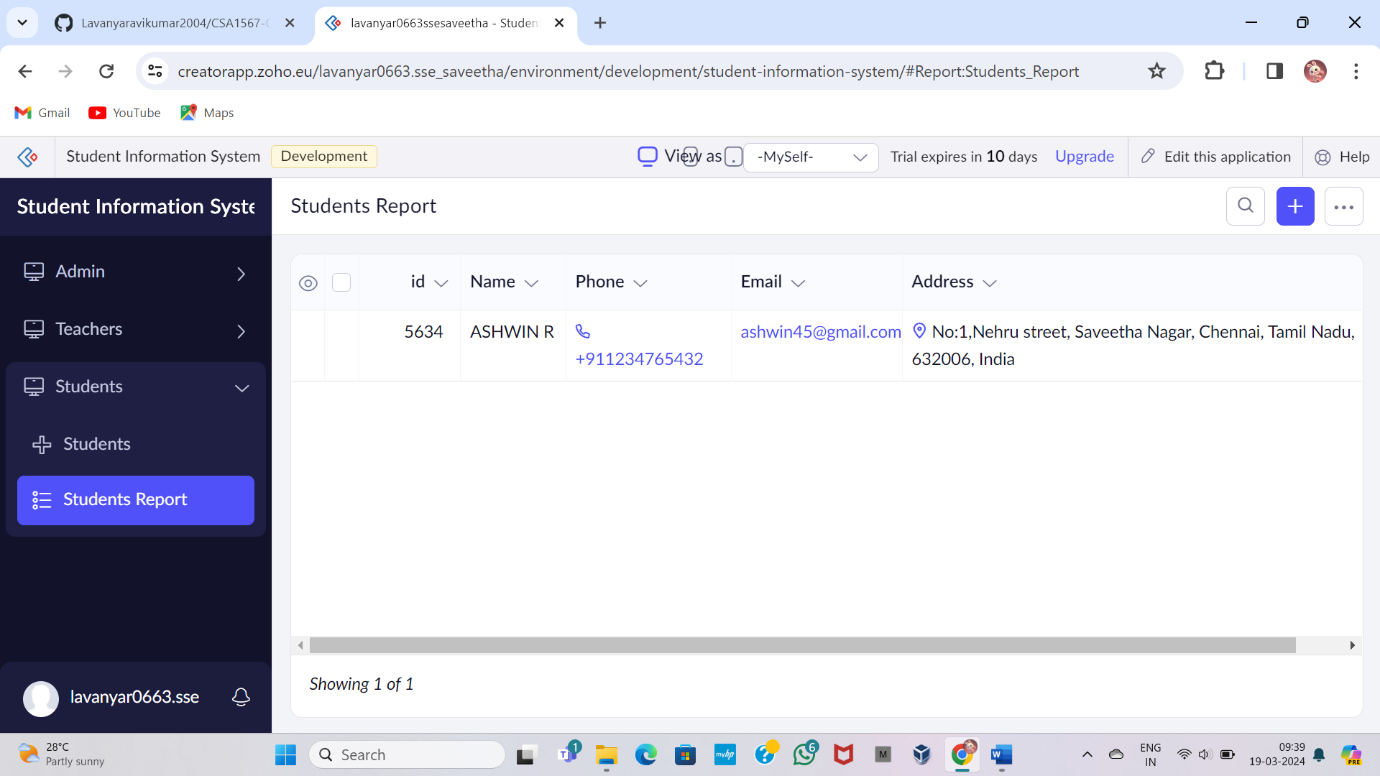 Lavanyaravikumar2004/CSA1567-
lavanyar0663ssesaveetha - Studen
creatorapp.zoho.eu/lavanyar0663.sse_saveetha/environment/development/student-information-system/#Report:Students_Report
Gmail YouTube Maps
Student Information System Development View as -MySelf- Trial expires in 10 days Upgrade Edit this application Help
Student Information Syste
Students Report
Admin
Teachers
Students
Students
Students Report
id Name Phone Email Address
5634 ASHWIN R +911234765432 ashwin45@gmail.com No:1,Nehru street, Saveetha Nagar, Chennai, Tamil Nadu,
632006, India
Showing 1 of 1
lavanyar0663.sse
28°C
Partly sunny
Search
1
6
M
ENG
IN
09:39
19-03-2024
PRE